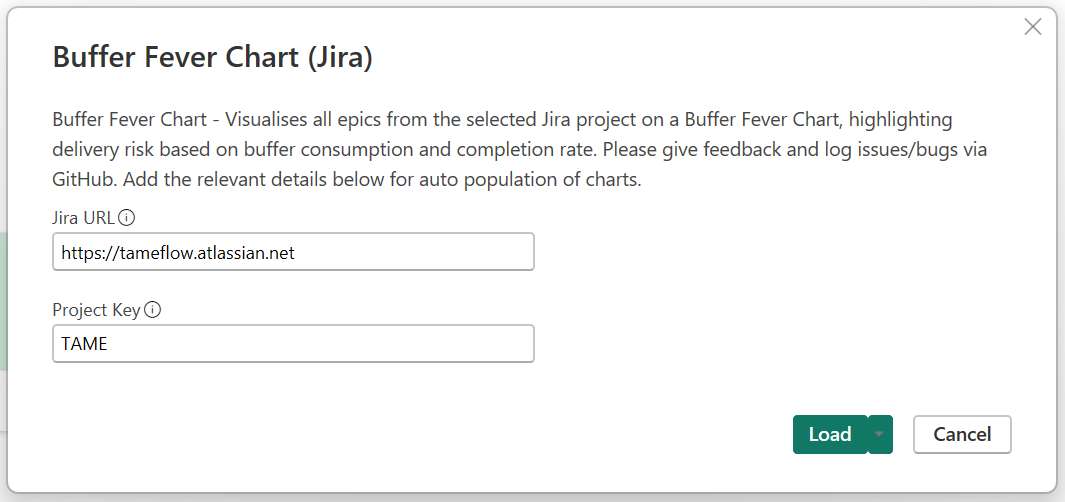 Buffer Fever Chart (Jira)
Buffer Fever Chart - Visualises all epics from the selected Jira project on a Buffer Fever Chart, highlighting
delivery risk based on buffer consumption and completion rate. Please give feedback and log issues/bugs via
GitHub. Add the relevant details below for auto population of charts.
Jira URL
https://tameflow.atlassian.net
Project Key
TAME
Load
Cancel